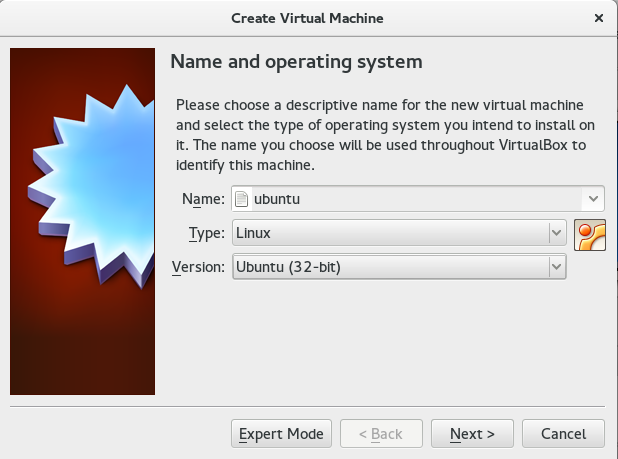 Create Virtual Machine
Name and operating system
Please choose a descriptive name for the new virtual machine
and select the type of operating system you intend to install on
it. The name you choose will be used throughout VirtualBox to
identify this machine.
Name: ubuntu
Type: Linux
Version: Ubuntu (32-bit)
Expert Mode < Back Next > Cancel